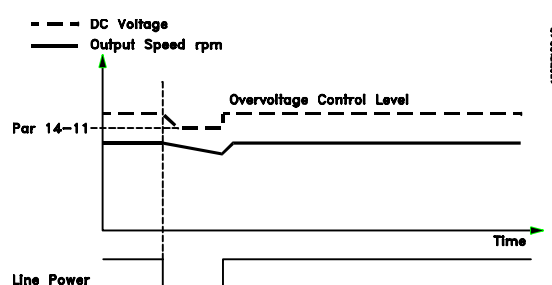 DC Voltage
Output Speed rpm
Overvoltage Control Level
Par 14-11
Time
Line Power